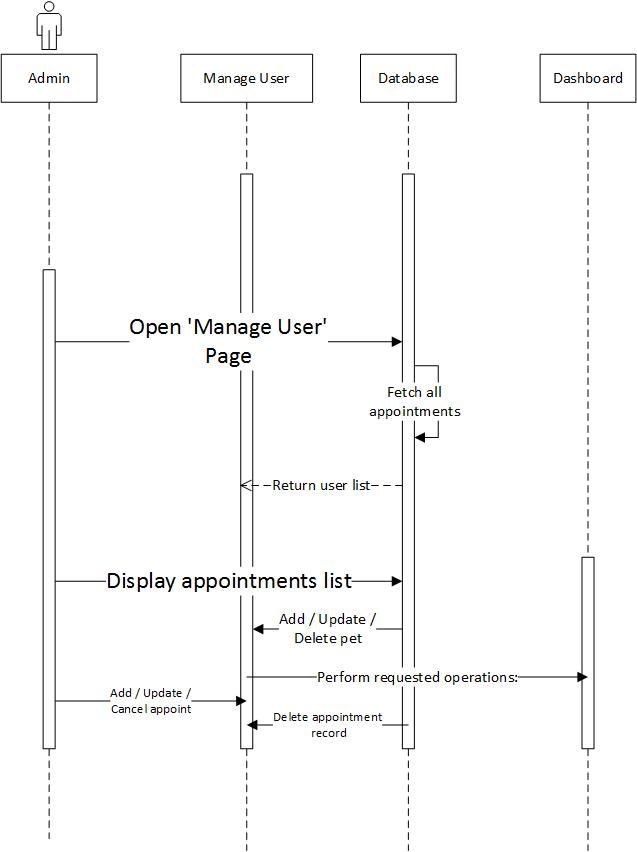 Admin
Manage User
Database
Dashboard
Open 'Manage User'
Page
Fetch all
appointments
Return user list
Display appointments list
Add / Update /
Delete pet
Perform requested operations:
Add / Update /
Cancel appoint
Delete appointment
record